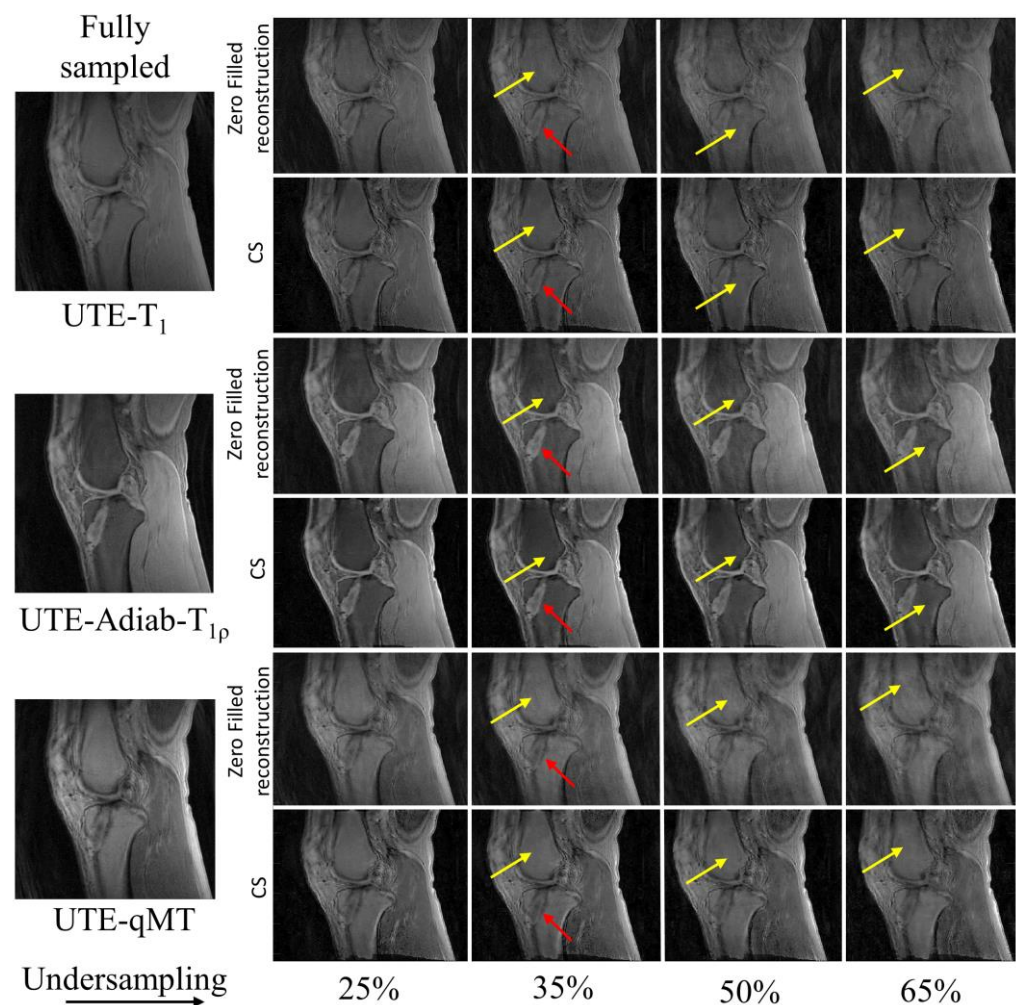 Fully
sampled
UTE-T₁
UTE-Adiab-T₁ρ
UTE-qMT
Undersampling
Zero Filled
reconstruction
CS
Zero Filled
reconstruction
CS
Zero Filled
reconstruction
CS
25%
35%
50%
65%